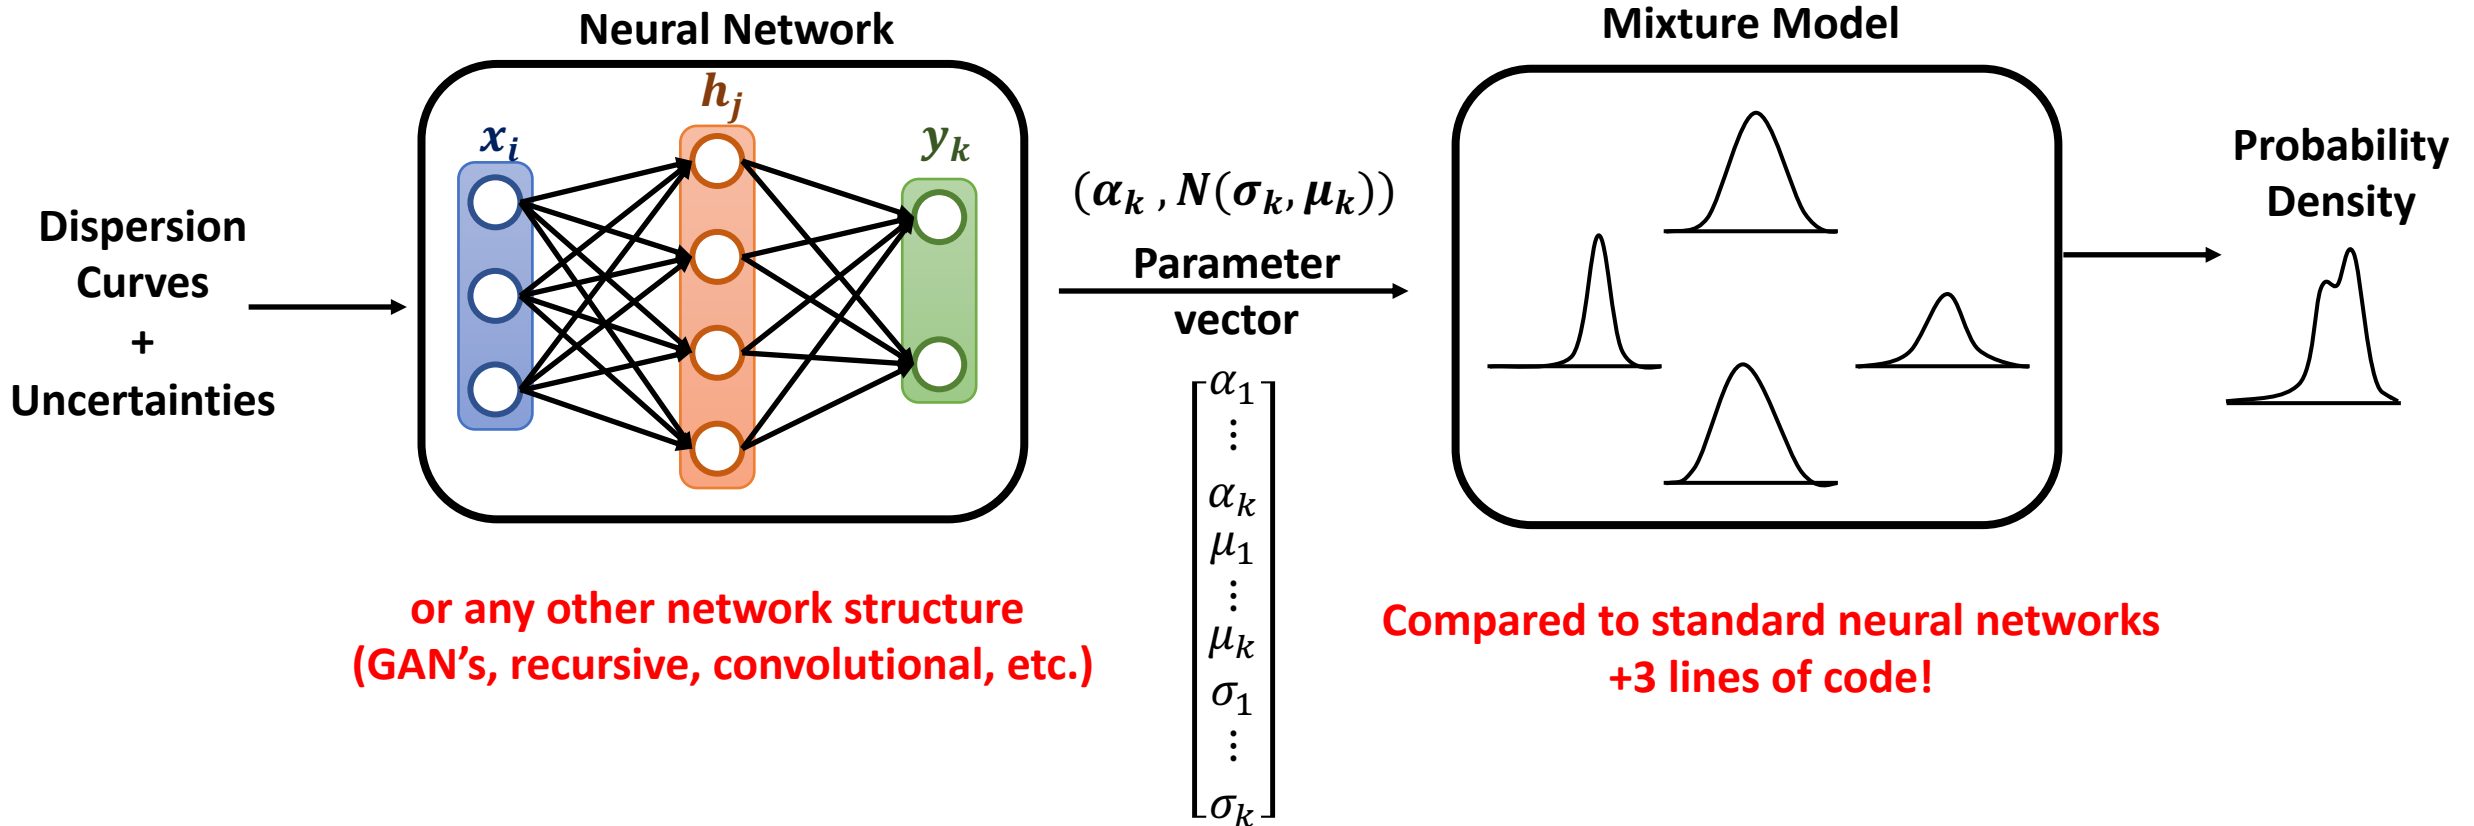 Neural Network
Mixture Model
h_j
x_i
y_k
Dispersion
Curves
+
Uncertainties
(α_k , N(σ_k, μ_k))
Parameter
vector
α_1
⋮
α_k
μ_1
⋮
μ_k
σ_1
⋮
σ_k
Probability
Density
or any other network structure
(GAN’s, recursive, convolutional, etc.)
Compared to standard neural networks
+3 lines of code!